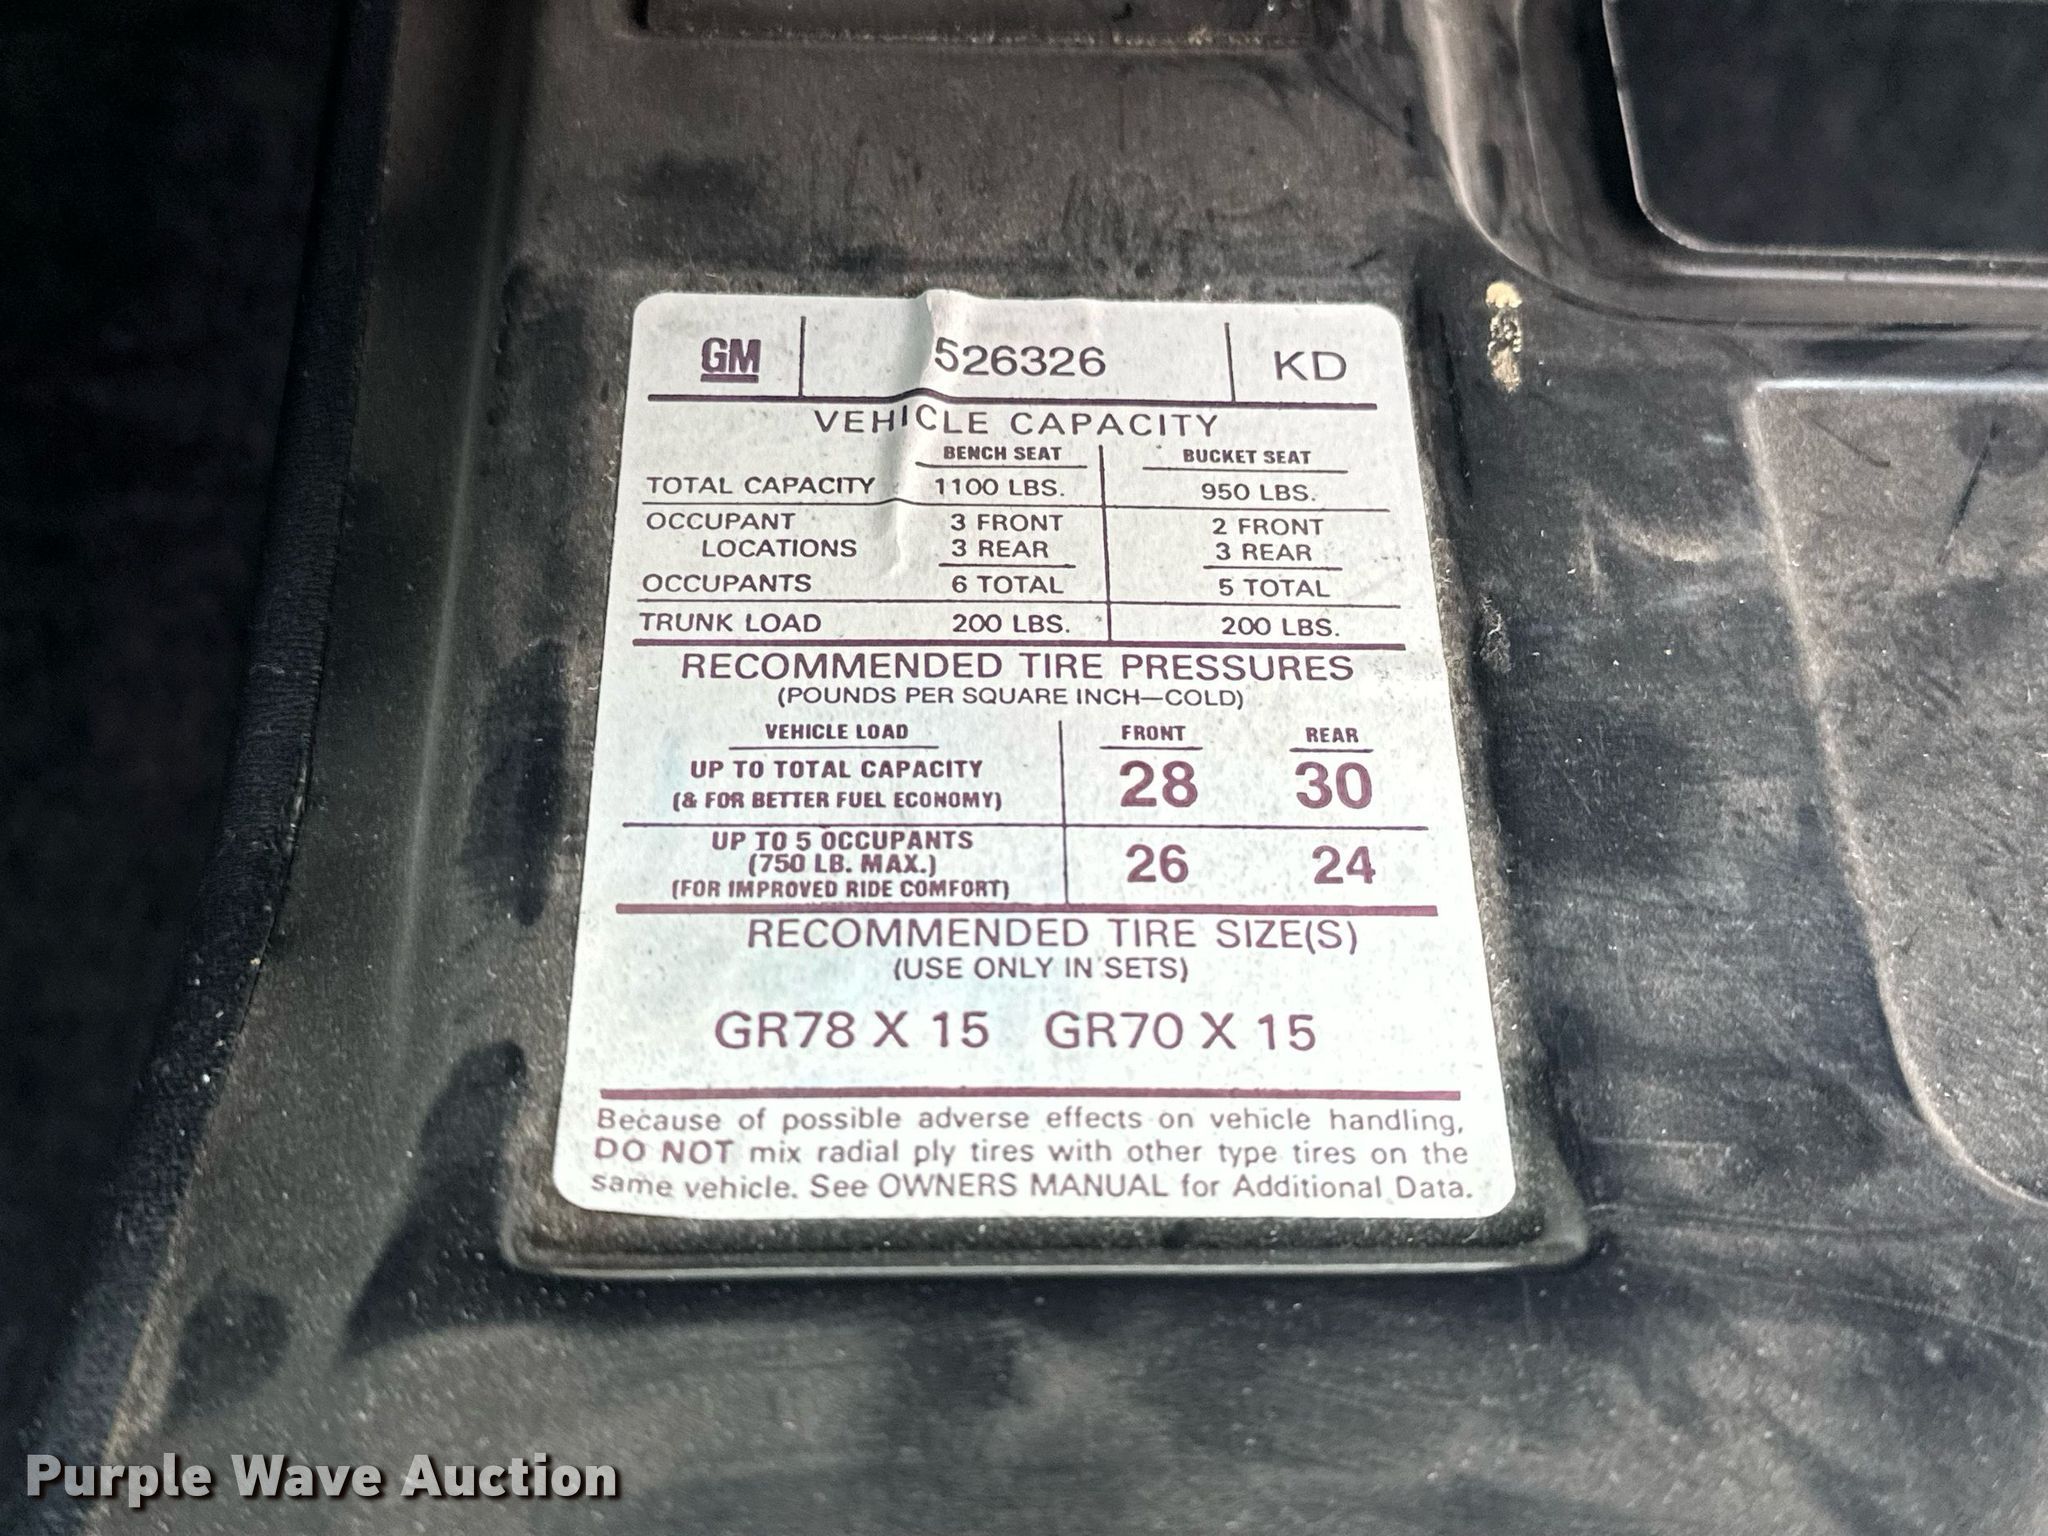 GM 526326 KD
VEHICLE CAPACITY
BENCH SEAT BUCKET SEAT
TOTAL CAPACITY 1100 LBS. 950 LBS.
OCCUPANT 3 FRONT 2 FRONT
LOCATIONS 3 REAR 3 REAR
OCCUPANTS 6 TOTAL 5 TOTAL
TRUNK LOAD 200 LBS. 200 LBS.
RECOMMENDED TIRE PRESSURES
(POUNDS PER SQUARE INCH—COLD)
VEHICLE LOAD FRONT REAR
UP TO TOTAL CAPACITY 28 30
(& FOR BETTER FUEL ECONOMY)
UP TO 5 OCCUPANTS
(750 LB. MAX.) 26 24
(FOR IMPROVED RIDE COMFORT)
RECOMMENDED TIRE SIZE(S)
(USE ONLY IN SETS)
GR78 X 15 GR70 X 15
Because of possible adverse effects on vehicle handling,
DO NOT mix radial ply tires with other type tires on the
same vehicle. See OWNERS MANUAL for Additional Data.
Purple Wave Auction